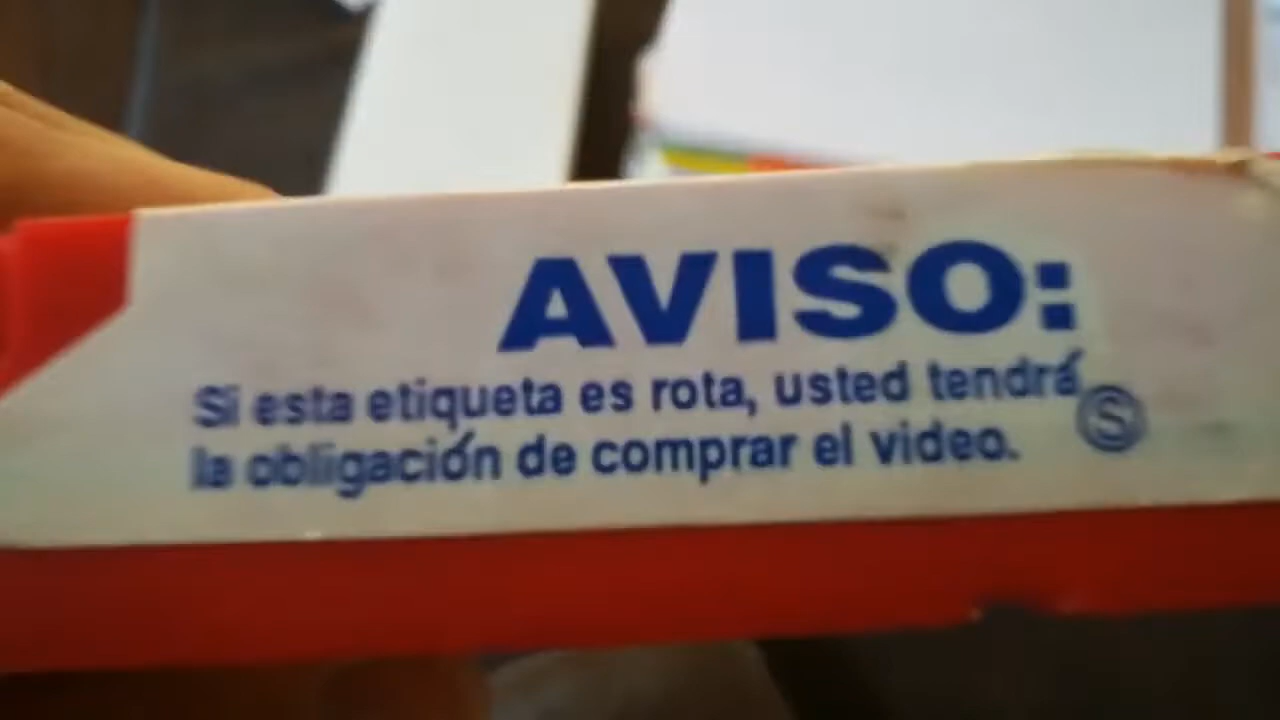 AVISO:
Si esta etiqueta es rota, usted tendrá
la obligación de comprar el video.
Ⓢ